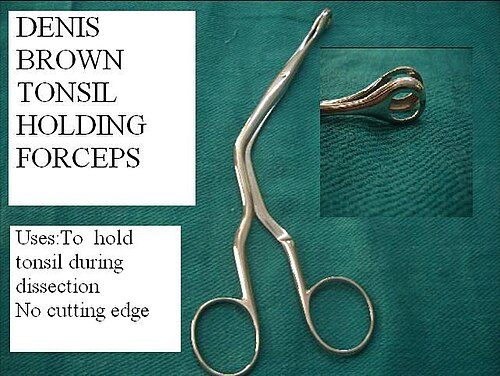 DENIS
BROWN
TONSIL
HOLDING
FORCEPS
Uses:To hold
tonsil during
dissection
No cutting edge